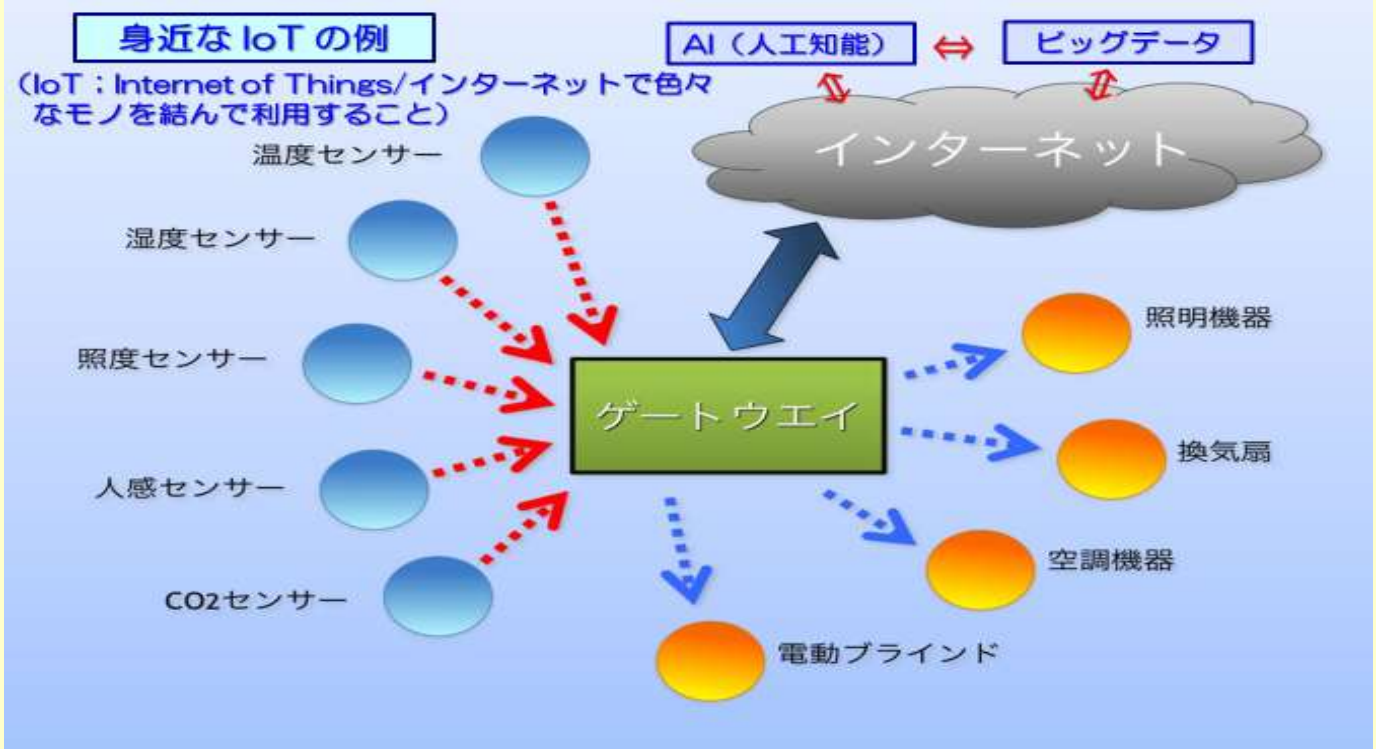 身近な IoT の例
（IoT：Internet of Things/インターネットで色々
なモノを結んで利用すること）
AI（人工知能）
⇔
ビッグデータ
インターネット
温度センサー
湿度センサー
照度センサー
人感センサー
CO2センサー
ゲートウエイ
照明機器
換気扇
空調機器
電動ブラインド